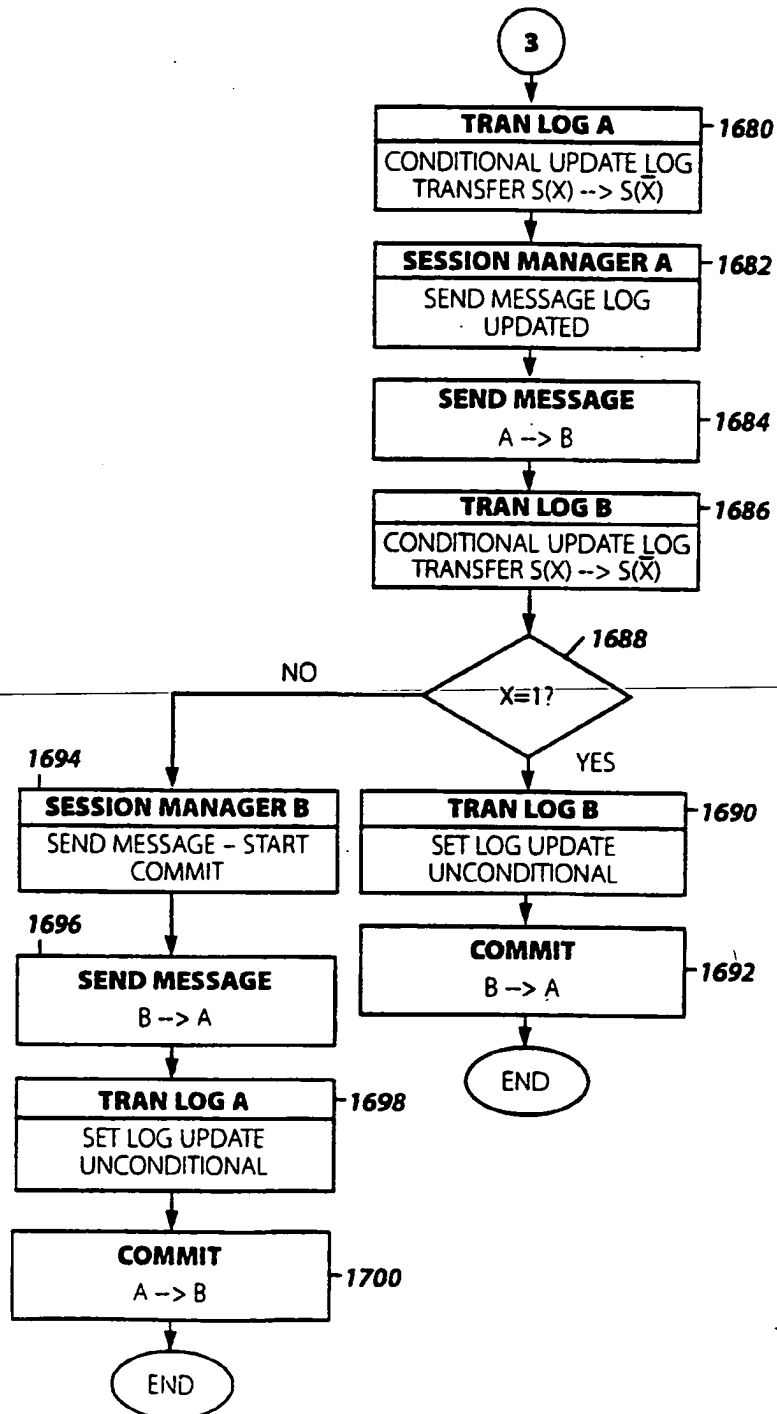 3
TRAN LOG A
1680
CONDITIONAL UPDATE LOG
TRANSFER S(X) --> S(X̅)
SESSION MANAGER A
1682
SEND MESSAGE LOG
UPDATED
SEND MESSAGE
1684
A --> B
TRAN LOG B
1686
CONDITIONAL UPDATE LOG
TRANSFER S(X) --> S(X̅)
1688
X=1?
NO
YES
1694
SESSION MANAGER B
SEND MESSAGE – START
COMMIT
TRAN LOG B
1690
SET LOG UPDATE
UNCONDITIONAL
1696
SEND MESSAGE
B --> A
COMMIT
1692
B --> A
END
TRAN LOG A
1698
SET LOG UPDATE
UNCONDITIONAL
COMMIT
1700
A --> B
END